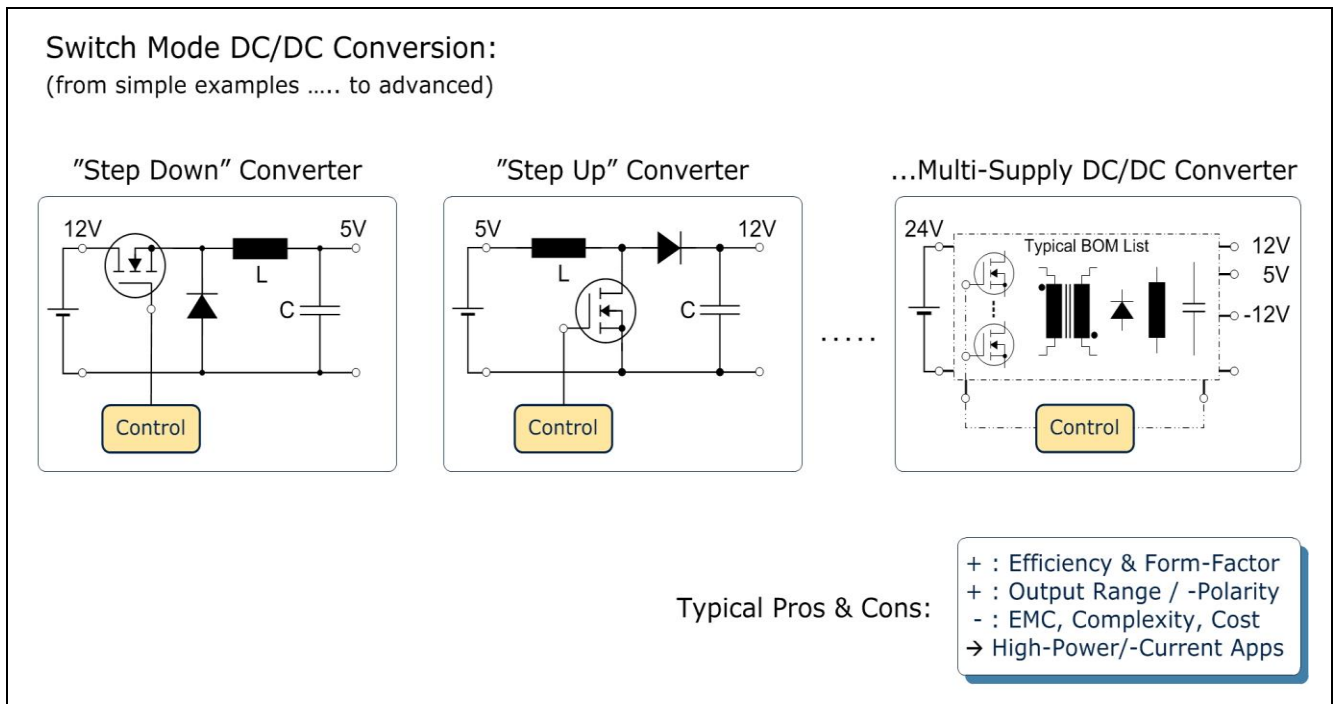 Switch Mode DC/DC Conversion:
(from simple examples ..... to advanced)
”Step Down” Converter
12V
5V
L
C
Control
”Step Up” Converter
5V
12V
L
C
Control
.....
...Multi-Supply DC/DC Converter
24V
Typical BOM List
12V
5V
-12V
Control
Typical Pros & Cons:
+ : Efficiency & Form-Factor
+ : Output Range / -Polarity
- : EMC, Complexity, Cost
→ High-Power/-Current Apps